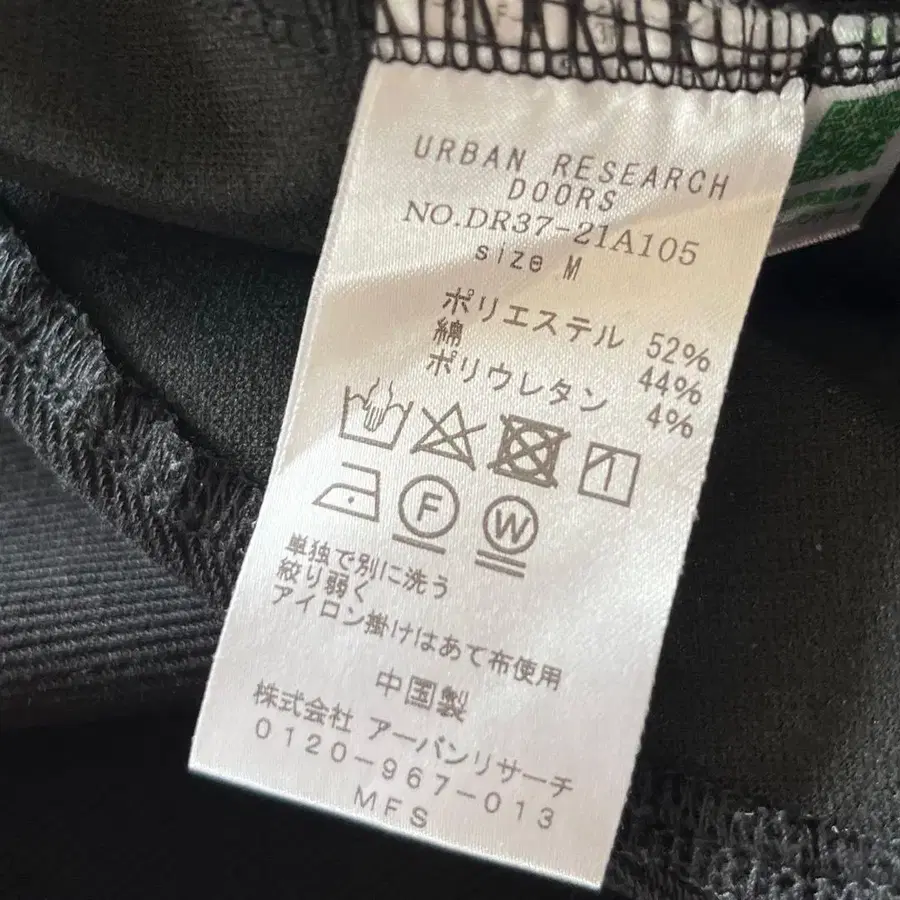 URBAN RESEARCH
DOORS
NO.DR37-21A105
size M
ポリエステル 52%
綿 44%
ポリウレタン 4%
F W
単独で別に洗う
絞り弱く
アイロン掛けはあて布使用
中国製
株式会社 アーバンリサーチ
0120-967-013
MFS